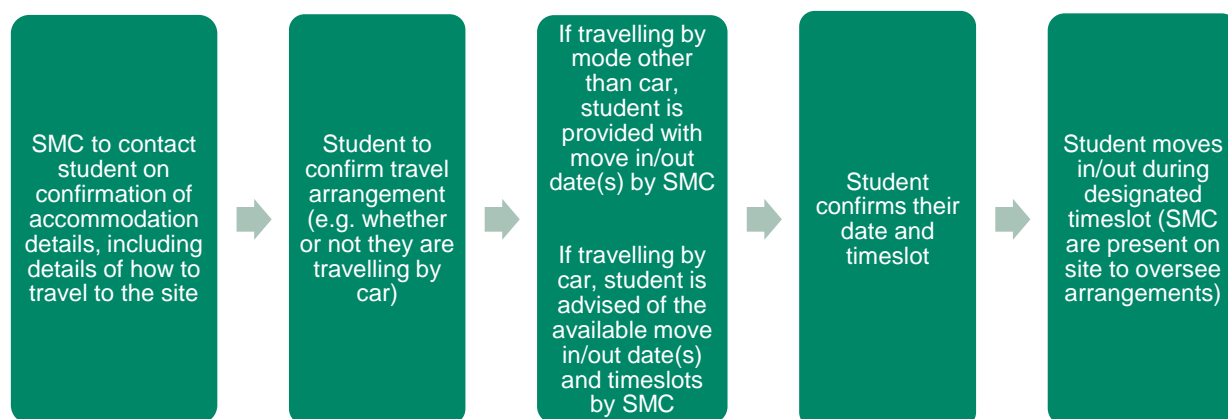 SMC to contact
student on
confirmation of
accommodation
details, including
details of how to
travel to the site
Student to
confirm travel
arrangement
(e.g. whether
or not they are
travelling by
car)
If travelling by
mode other
than car,
student is
provided with
move in/out
date(s) by SMC
If travelling by
car, student is
advised of the
available move
in/out date(s)
and timeslots
by SMC
Student
confirms their
date and
timeslot
Student moves
in/out during
designated
timeslot (SMC
are present on
site to oversee
arrangements)